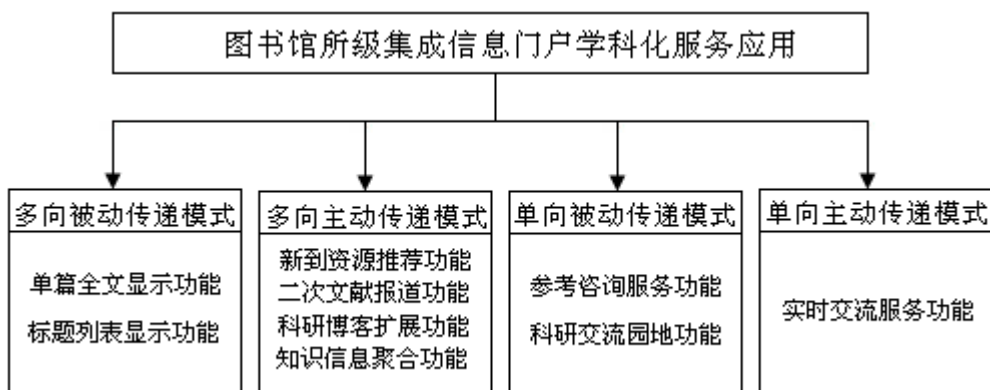 图书馆所级集成信息门户学科化服务应用
多向被动传递模式
单篇全文显示功能
标题列表显示功能
多向主动传递模式
新到资源推荐功能
二次文献报道功能
科研博客扩展功能
知识信息聚合功能
单向被动传递模式
参考咨询服务功能
科研交流园地功能
单向主动传递模式
实时交流服务功能